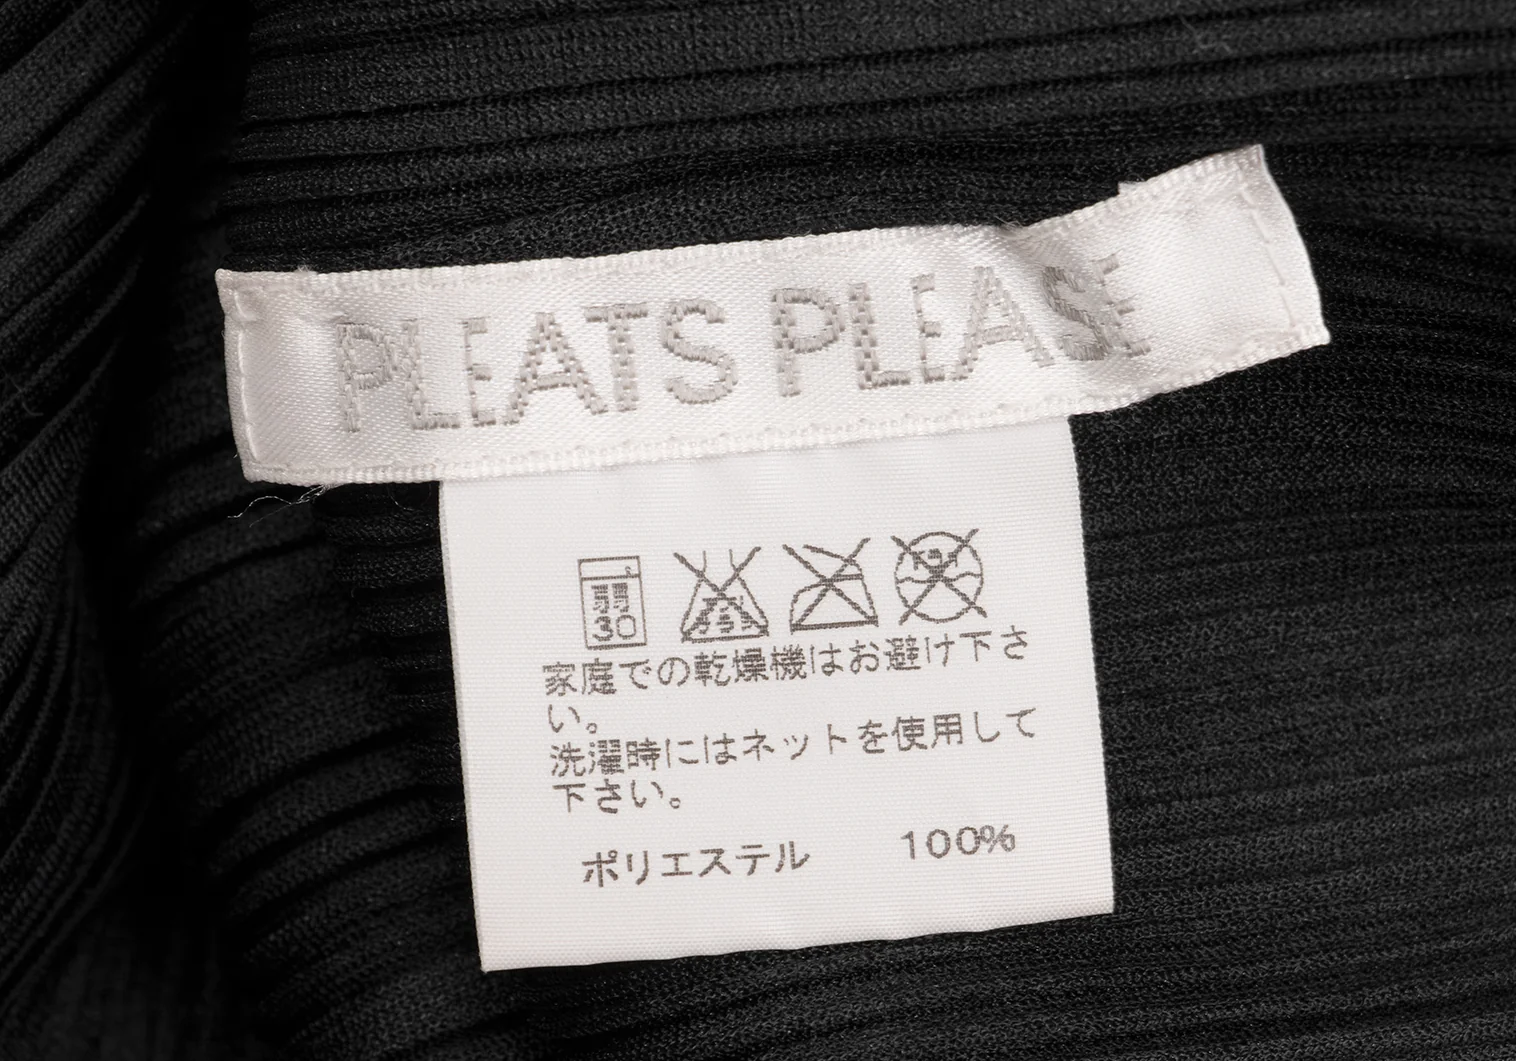 PLEATS PLEASE
弱
30
家庭での乾燥機はお避け下さ
い。
洗濯時にはネットを使用して
下さい。
ポリエステル 100%